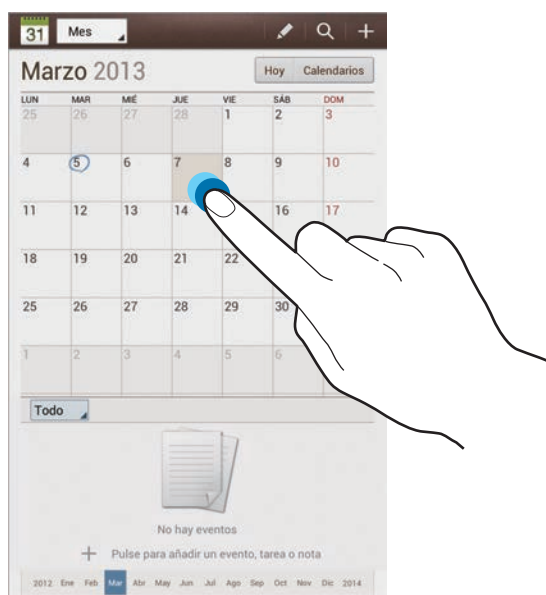 31 Mes
Marzo 2013 Hoy Calendarios
LUN MAR MIÉ JUE VIE SÁB DOM
25 26 27 28 1 2 3
4 5 6 7 8 9 10
11 12 13 14 16 17
18 19 20 21 22
25 26 27 28 29 30
1 2 3 4 5 6
Todo
No hay eventos
Pulse para añadir un evento, tarea o nota
2012 Ene Feb Mar Abr May Jun Jul Ago Sep Oct Nov Dic 2014